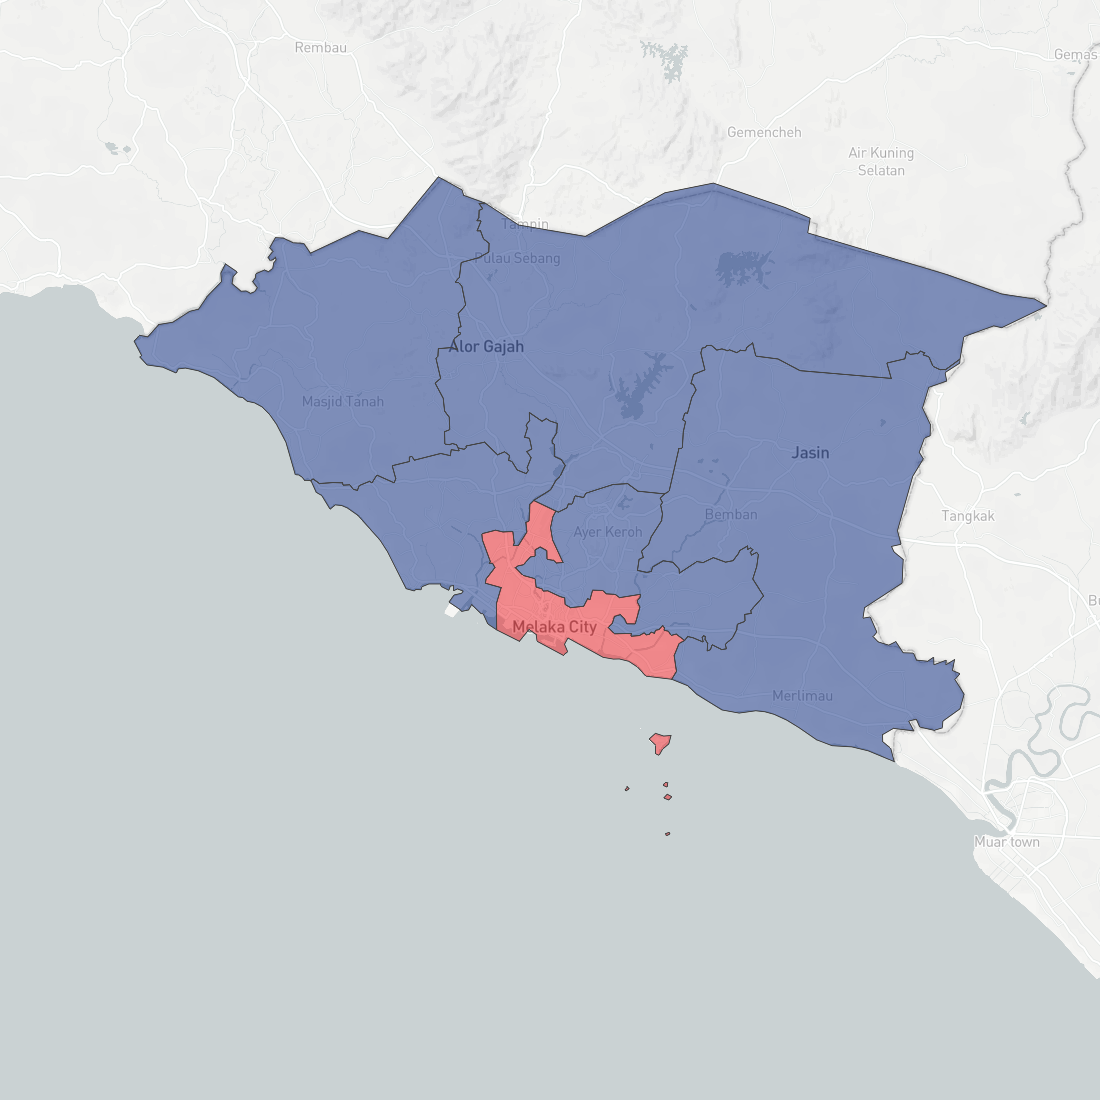 Rembau
Gemas
Gemencheh
Air Kuning
Selatan
Tampin
Pulau Sebang
Alor Gajah
Masjid Tanah
Jasin
Bemban
Tangkak
Ayer Keroh
Melaka City
Merlimau
Muar town